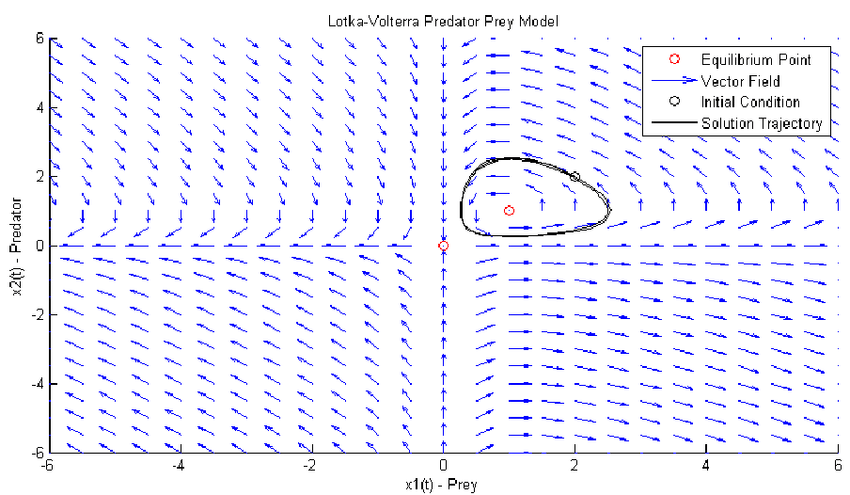 Lotka-Volterra Predator Prey Model
6
Equilibrium Point
Vector Field
Initial Condition
Solution Trajectory
4
2
0
-2
-4
-6
x2(t) - Predator
-6 -4 -2 0 2 4 6
x1(t) - Prey